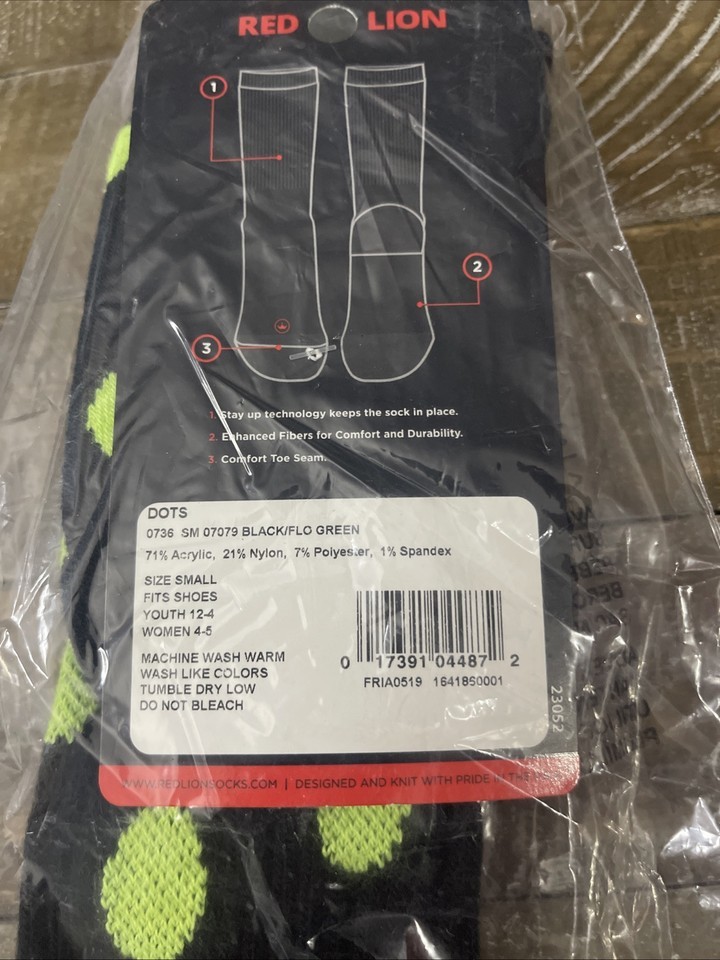 RED LION
1
2
3
1. Stay up technology keeps the sock in place.
2. Enhanced Fibers for Comfort and Durability.
3. Comfort Toe Seam.
DOTS
0736 SM 07079 BLACK/FLO GREEN
71% Acrylic, 21% Nylon, 7% Polyester, 1% Spandex
SIZE SMALL
FITS SHOES
YOUTH 12-4
WOMEN 4-5
MACHINE WASH WARM
WASH LIKE COLORS
TUMBLE DRY LOW
DO NOT BLEACH
0 17391 04487 2
FRIA0519 1641850001
23052
WWW.REDLIONSOCKS.COM | DESIGNED AND KNIT WITH PRIDE IN THE